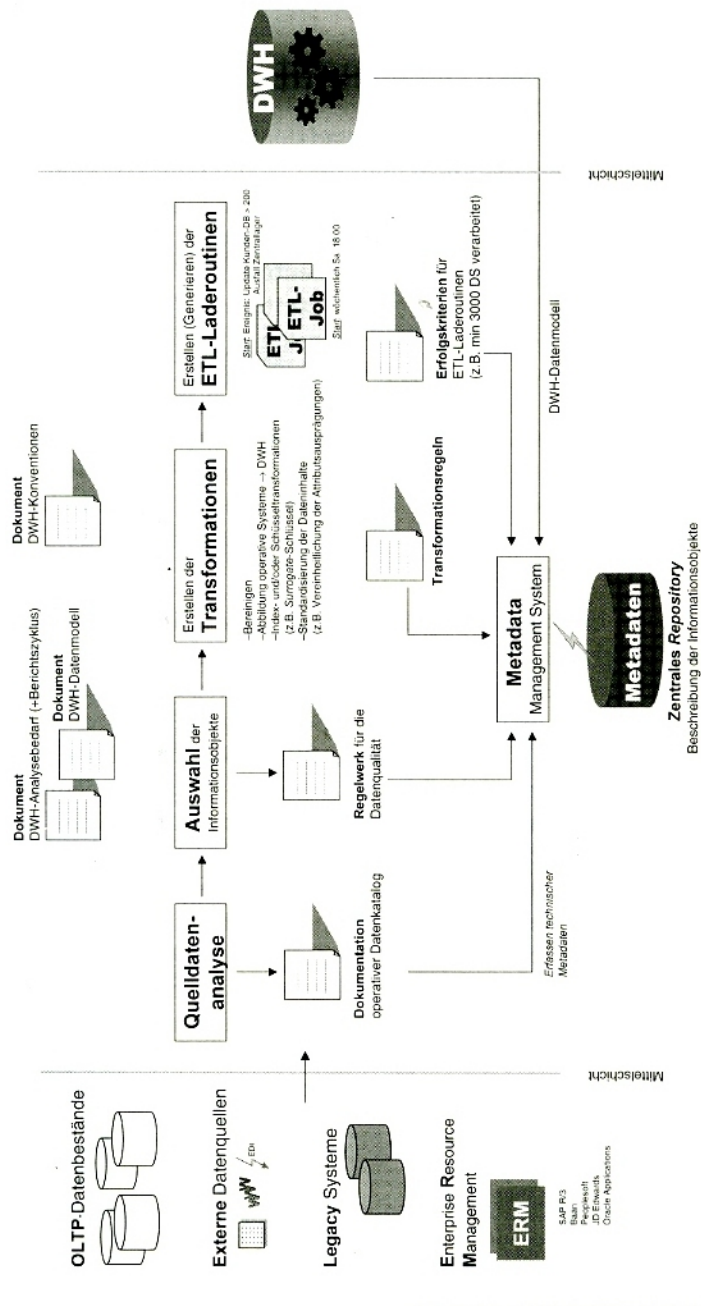 OLTP-Datenbestände
Externe Datenquellen
EDI
Legacy Systeme
Enterprise Resource
Management
ERM
SAP R/3
Baan
Peoplesoft
JD Edwards
Oracle Applications
Mittelschicht
Dokument
DWH-Analysebedarf (+Berichtszyklus)
Dokument
DWH-Datenmodell
Dokument
DWH-Konventionen
Quelldaten-
analyse
Auswahl der
Informationsobjekte
Erstellen der
Transformationen
–Bereinigen
–Abbildung operative Systeme → DWH
–Index- und/oder Schüsseltransformationen
(z.B. Surrogate-Schlüssel)
–Standardisierung der Dateninhalte
(z.B. Vereinheitlichung der Attributsausprägungen)
Erstellen (Generieren) der
ETL-Laderoutinen
Start: Ereignis: Update Kunden-DB > 200
Ausfall Zentrallager
ETL-
Job
Start: wöchentlich Sa. 18:00
Dokumentation
operativer Datenkatalog
Regelwerk für die
Datenqualität
Transformationsregeln
Erfolgskriterien für
ETL-Laderoutinen
(z.B. min 3000 DS verarbeitet)
Erfassen technischer
Metadaten
Metadata
Management System
DWH-Datenmodell
Metadaten
Zentrales Repository
Beschreibung der Informationsobjekte
Mittelschicht
DWH